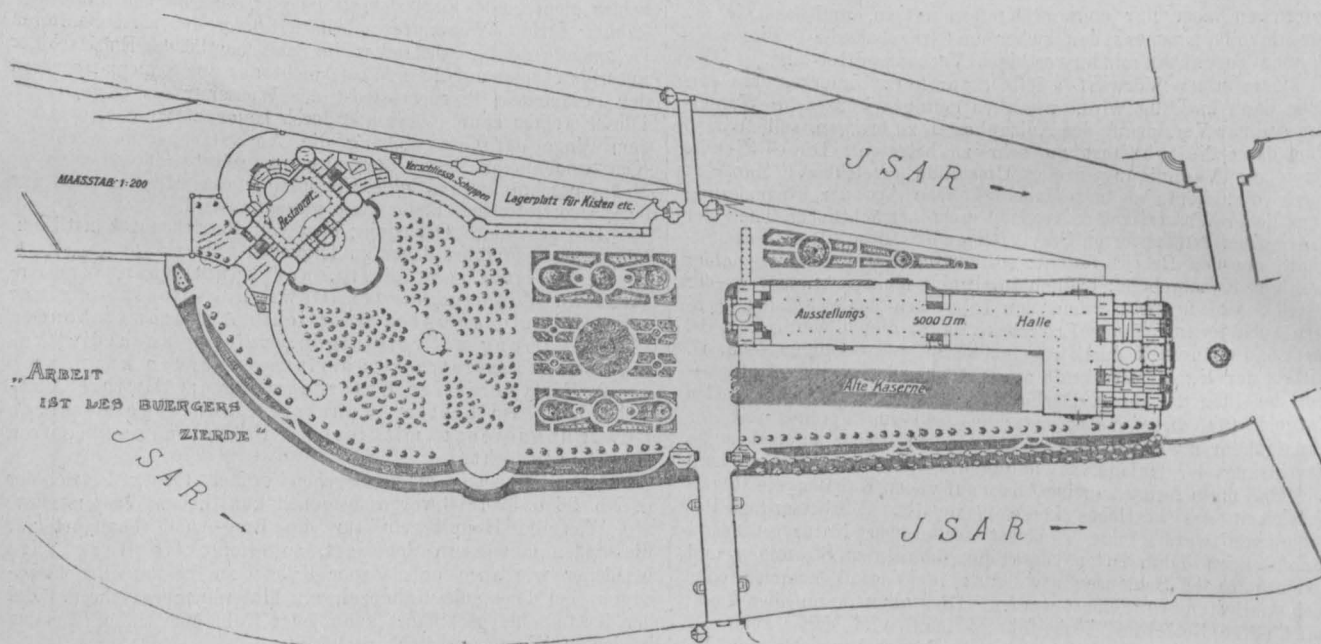 JSAR
MAASSTAB 1:200
Restaurat.
Verschliessb. Schuppen
Lagerplatz für Kisten etc.
Ausstellungs 5000 □ m. Halle
Alte Kaserne
„ARBEIT
IST DES BUERGERS
ZIERDE“
JSAR
JSAR